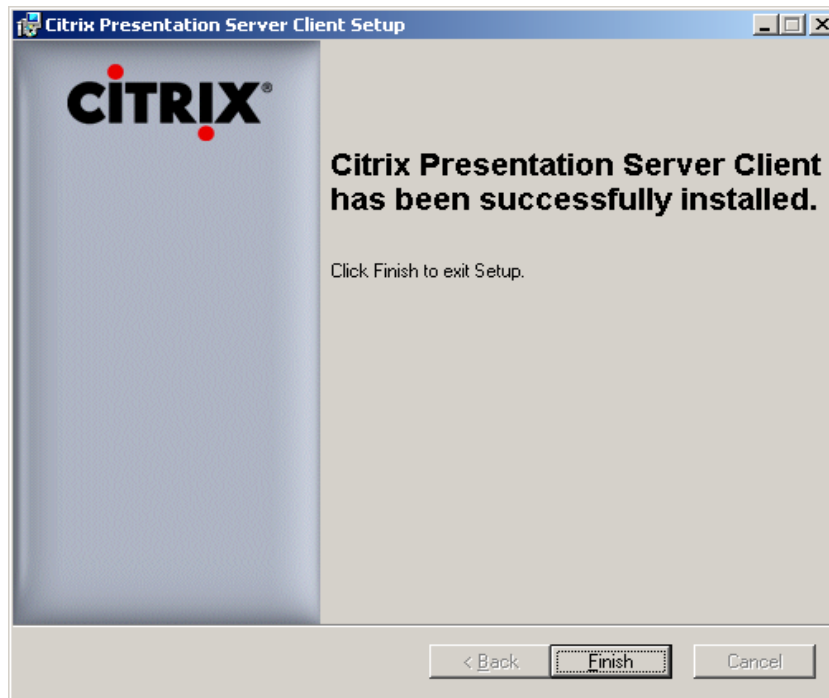 Citrix Presentation Server Client Setup
CITRIX®
Citrix Presentation Server Client
has been successfully installed.
Click Finish to exit Setup.
< Back
Finish
Cancel